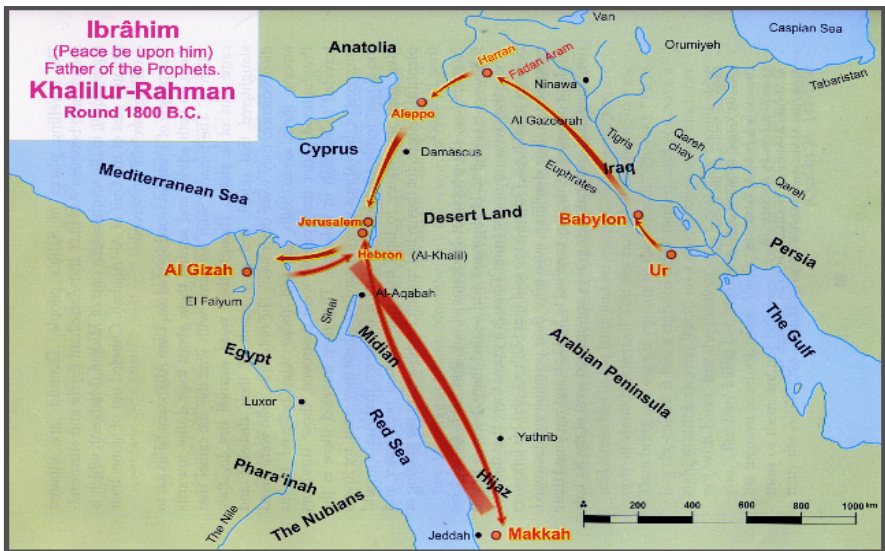 Ibrâhim
(Peace be upon him)
Father of the Prophets.
Khalilur-Rahman
Round 1800 B.C.
Anatolia
Van
Caspian Sea
Orumiyeh
Harran
Fadan Aram
Ninawa
Tabaristan
Aleppo
Al Gazeerah
Tigris
Qareh
chay
Cyprus
Damascus
Iraq
Mediterranean Sea
Euphrates
Qareh
Jerusalem
Desert Land
Babylon
Hebron
(Al-Khalil)
Persia
Al Gizah
Ur
El Faiyum
Sinai
Al-Aqabah
The Gulf
Midian
Egypt
Arabian Peninsula
Luxor
Red Sea
Yathrib
Phara'inah
Hijaz
The Nile
The Nubians
Jeddah
Makkah
0 200 400 600 800 1000 km